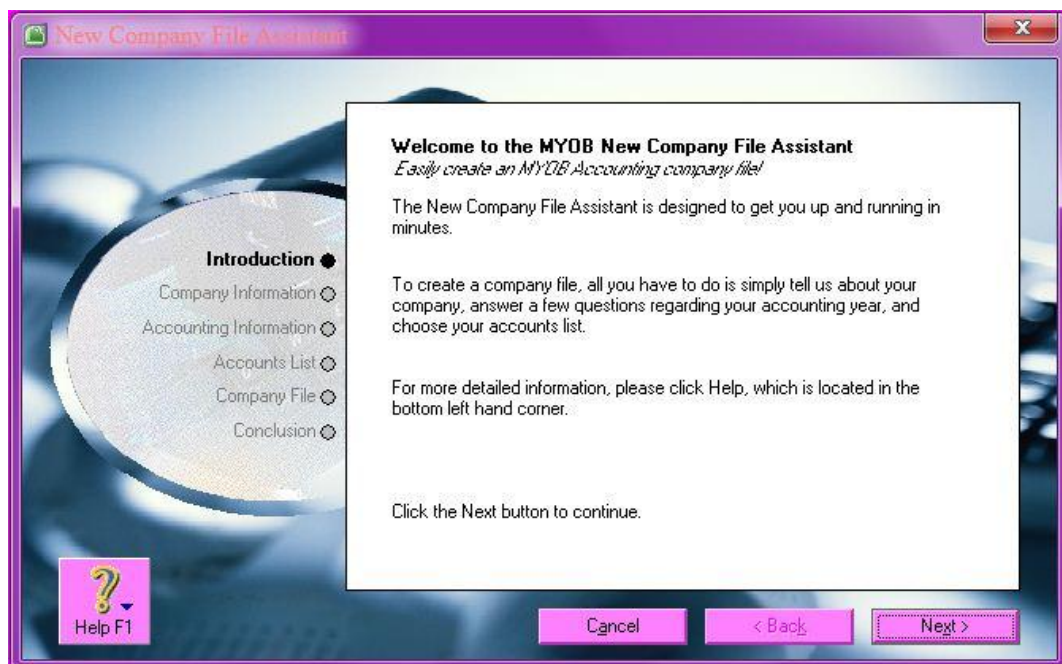 New Company File Assistant
Welcome to the MYOB New Company File Assistant
Easily create an MYOB Accounting company file!
The New Company File Assistant is designed to get you up and running in
minutes.
Introduction
Company Information
Accounting Information
Accounts List
Company File
Conclusion
To create a company file, all you have to do is simply tell us about your
company, answer a few questions regarding your accounting year, and
choose your accounts list.
For more detailed information, please click Help, which is located in the
bottom left hand corner.
Click the Next button to continue.
Help F1
Cancel
< Back
Next >